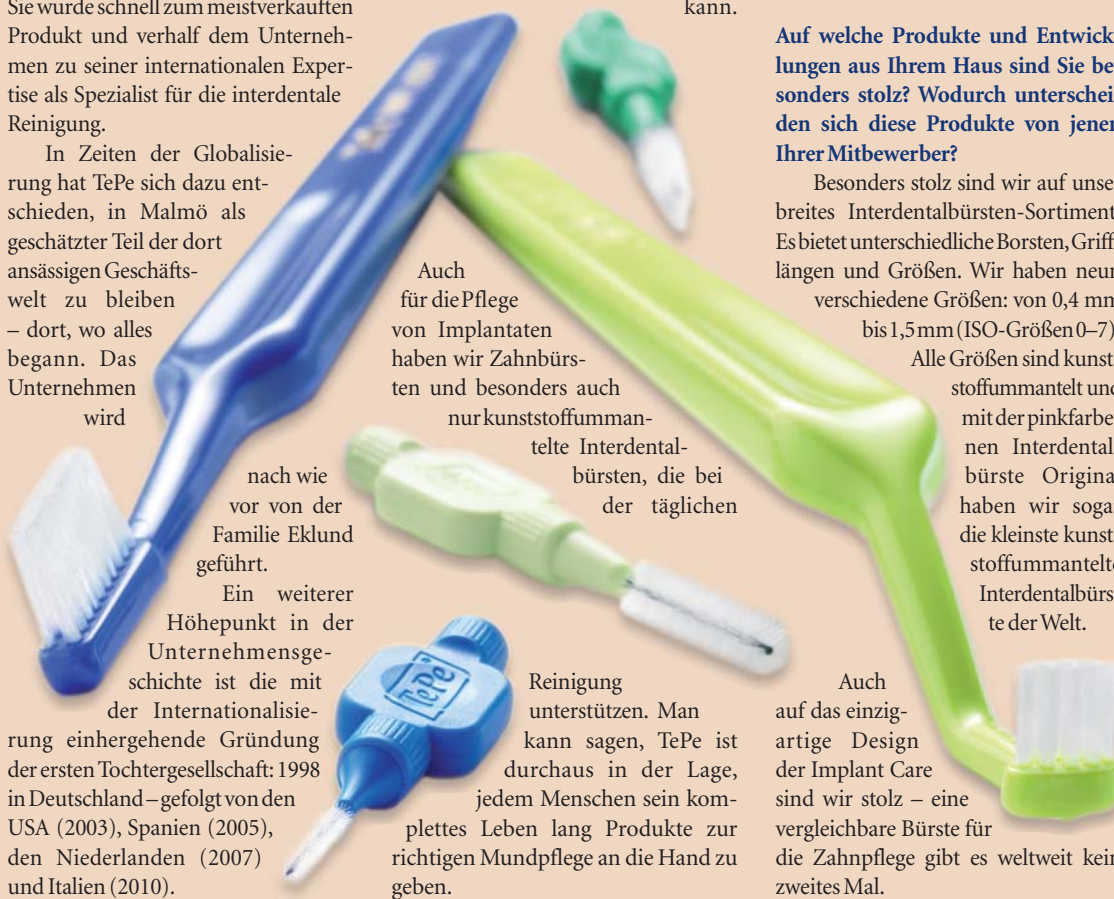 Sie wurde schnell zum meistverkauften
Produkt und verhalf dem Unterneh-
men zu seiner internationalen Exper-
tise als Spezialist für die interdentale
Reinigung.
In Zeiten der Globalisie-
rung hat TePe sich dazu ent-
schieden, in Malmö als
geschätzter Teil der dort
ansässigen Geschäfts-
welt zu bleiben
– dort, wo alles
begann. Das
Unternehmen
wird
nach wie
vor von der
Familie Eklund
geführt.
Ein weiterer
Höhepunkt in der
Unternehmensge-
schichte ist die mit
der Internationalisie-
rung einhergehende Gründung
der ersten Tochtergesellschaft: 1998
in Deutschland – gefolgt von den
USA (2003), Spanien (2005),
den Niederlanden (2007)
und Italien (2010).
kann.
Auch
für die Pflege
von Implantaten
haben wir Zahnbürs-
ten und besonders auch
nur kunststoffumman-
telte Interdental-
bürsten, die bei
der täglichen
TePe
Reinigung
unterstützen. Man
kann sagen, TePe ist
durchaus in der Lage,
jedem Menschen sein kom-
plettes Leben lang Produkte zur
richtigen Mundpflege an die Hand zu
geben.
Auf welche Produkte und Entwick
lungen aus Ihrem Haus sind Sie be
sonders stolz? Wodurch unterschei
den sich diese Produkte von jenen
Ihrer Mitbewerber?
Besonders stolz sind wir auf unser
breites Interdentalbürsten-Sortiment
Es bietet unterschiedliche Borsten, Griff
längen und Größen. Wir haben neun
verschiedene Größen: von 0,4 mm
bis 1,5 mm (ISO-Größen 0–7)
Alle Größen sind kunst
stoffummantelt und
mit der pinkfarbe
nen Interdental
bürste Original
haben wir sogar
die kleinste kunst
stoffummantelte
Interdentalbürs
te der Welt.
Auch
auf das einzig-
artige Design
der Implant Care
sind wir stolz – eine
vergleichbare Bürste für
die Zahnpflege gibt es weltweit kein
zweites Mal.